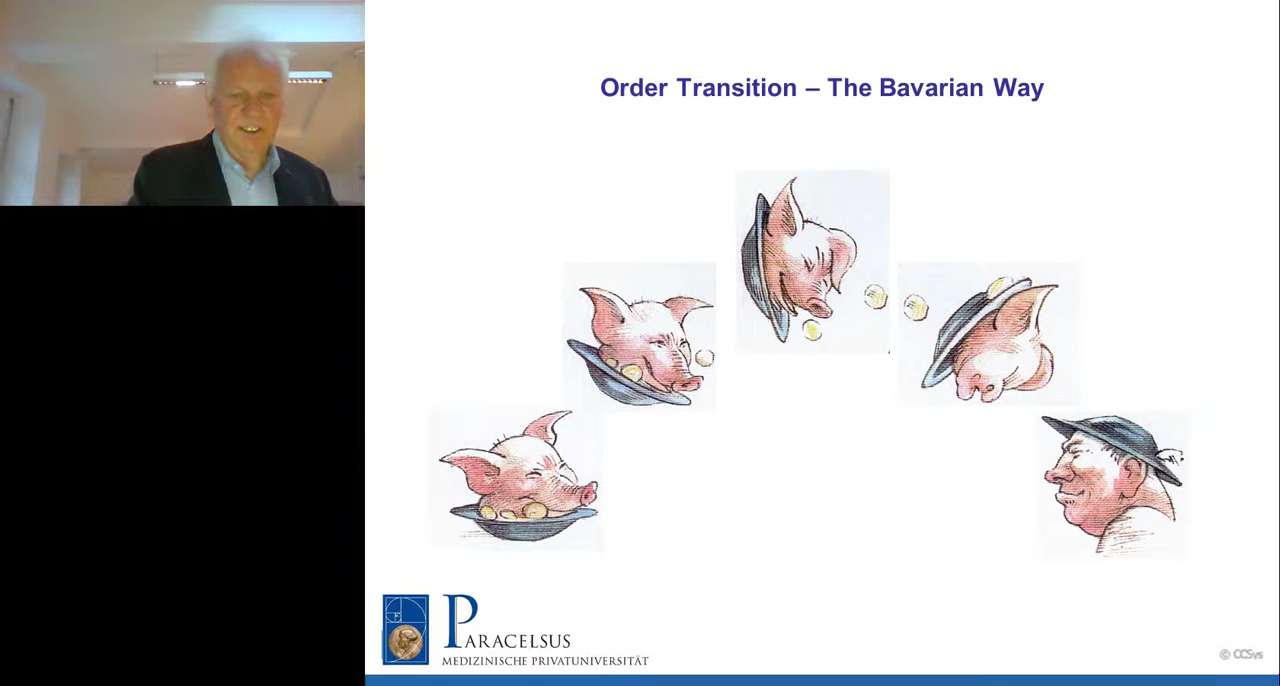 Order Transition – The Bavarian Way
PARACELSUS
MEDIZINISCHE PRIVATUNIVERSITÄT
© CCSys